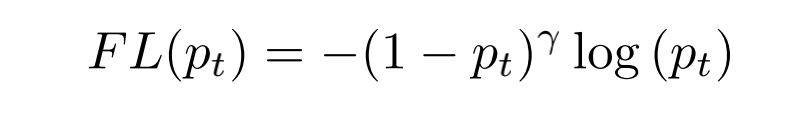 FL(p_t) = −(1 − p_t)^γ log (p_t)